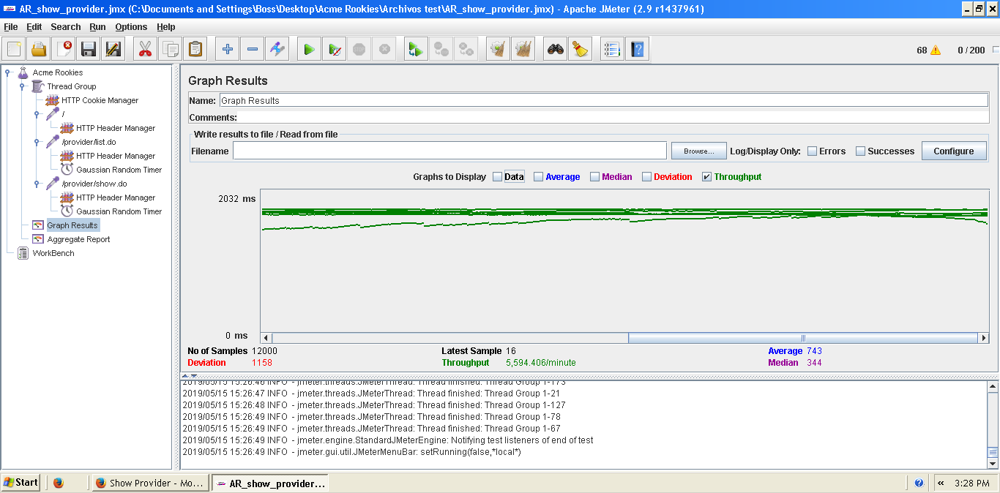 AR_show_provider.jmx (C:\Documents and Settings\Boss\Desktop\Acme Rookies\Archivos test\AR_show_provider.jmx) - Apache JMeter (2.9 r1437961)
File Edit Search Run Options Help
68 0 / 200
Acme Rookies
Thread Group
HTTP Cookie Manager
/
HTTP Header Manager
/provider/list.do
HTTP Header Manager
Gaussian Random Timer
/provider/show.do
HTTP Header Manager
Gaussian Random Timer
Graph Results
Aggregate Report
WorkBench
Graph Results
Name: Graph Results
Comments:
Write results to file / Read from file
Filename Browse... Log/Display Only: Errors Successes Configure
Graphs to Display Data Average Median Deviation Throughput
2032 ms
0 ms
No of Samples 12000 Latest Sample 16 Average 743
Deviation 1158 Throughput 5,594.406/minute Median 344
2019/05/15 15:26:46 INFO - jmeter.threads.JMeterThread: Thread finished: Thread Group 1-173
2019/05/15 15:26:47 INFO - jmeter.threads.JMeterThread: Thread finished: Thread Group 1-21
2019/05/15 15:26:48 INFO - jmeter.threads.JMeterThread: Thread finished: Thread Group 1-127
2019/05/15 15:26:49 INFO - jmeter.threads.JMeterThread: Thread finished: Thread Group 1-78
2019/05/15 15:26:49 INFO - jmeter.threads.JMeterThread: Thread finished: Thread Group 1-67
2019/05/15 15:26:49 INFO - jmeter.engine.StandardJMeterEngine: Notifying test listeners of end of test
2019/05/15 15:26:49 INFO - jmeter.gui.util.JMeterMenuBar: setRunning(false,*local*)
Start Show Provider - Mo... AR_show_provider... « 3:28 PM